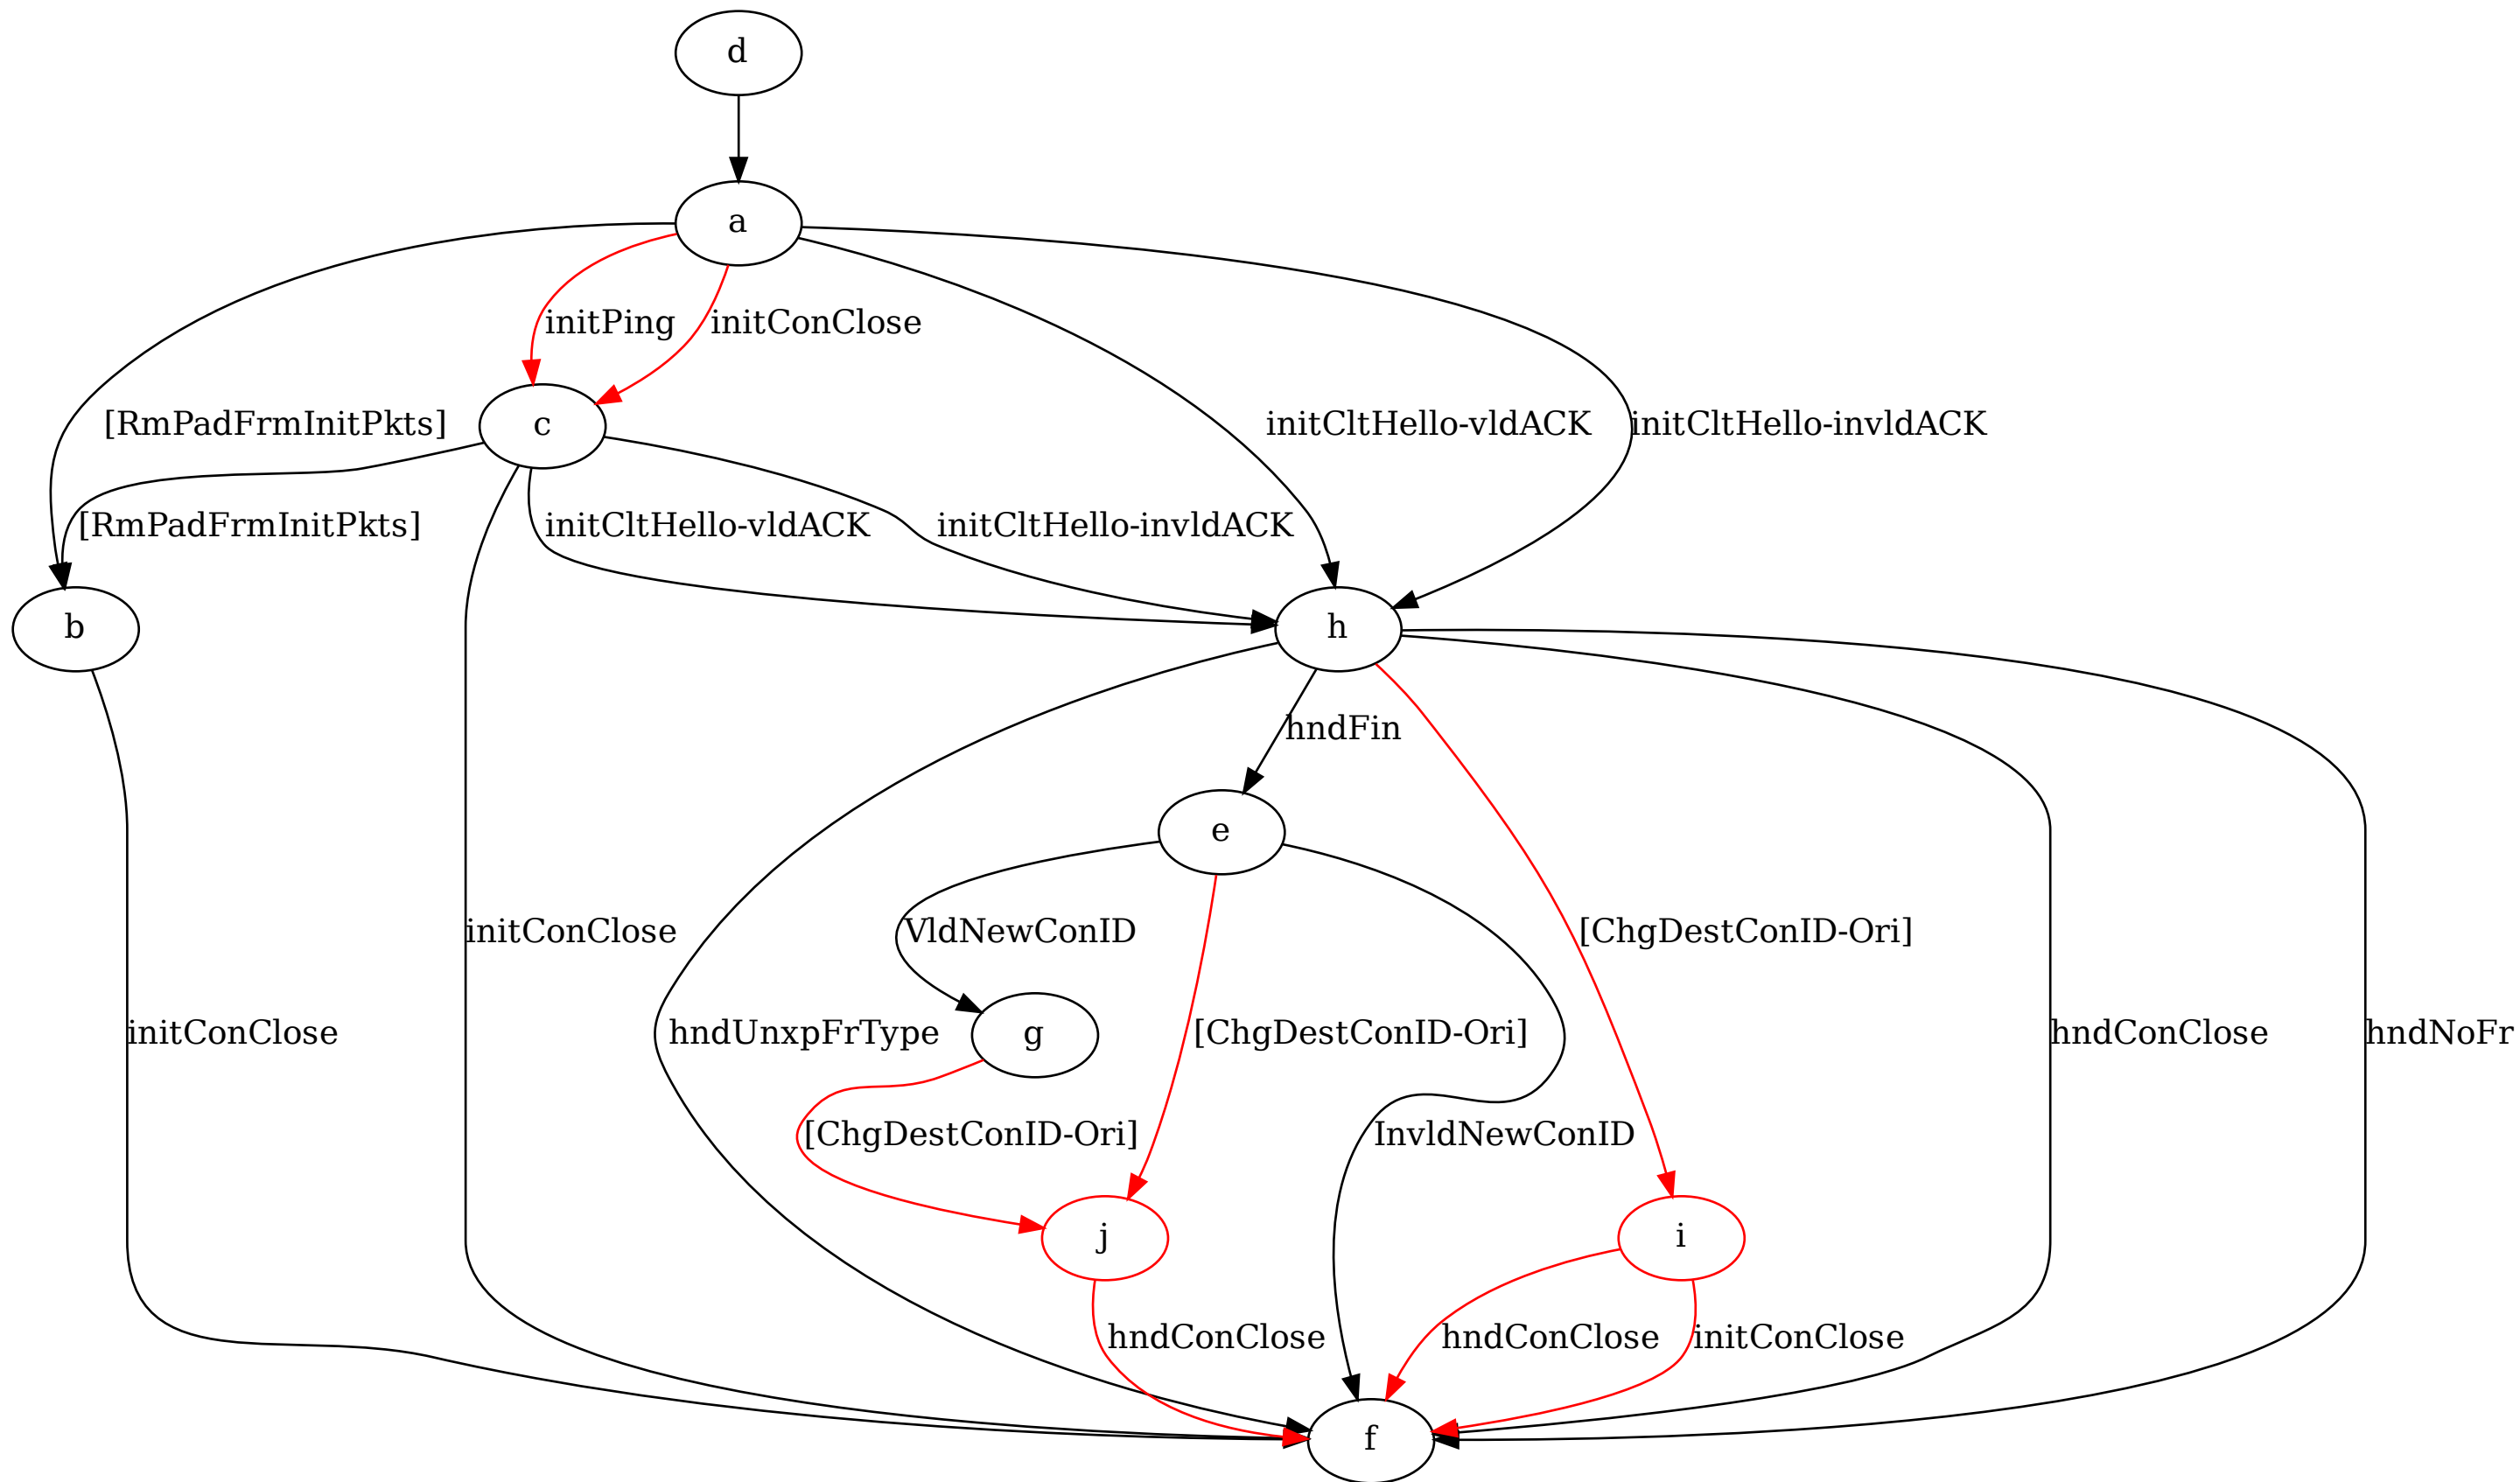 d
a
initPing
initConClose
[RmPadFrmInitPkts]
c
initCltHello-vldACK
initCltHello-invldACK
[RmPadFrmInitPkts]
initCltHello-vldACK
initCltHello-invldACK
b
h
hndFin
e
initConClose
VldNewConID
[ChgDestConID-Ori]
initConClose
hndUnxpFrType
g
[ChgDestConID-Ori]
hndConClose
hndNoFr
[ChgDestConID-Ori]
InvldNewConID
j
i
hndConClose
hndConClose
initConClose
f